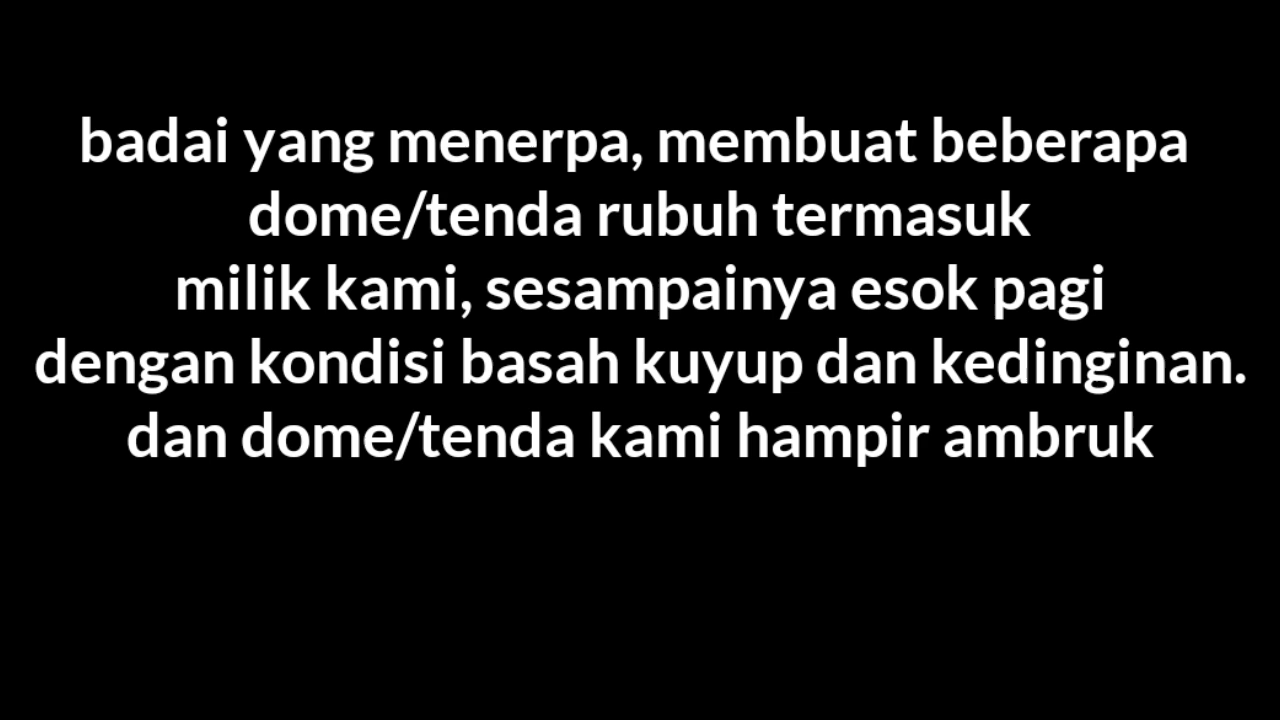 badai yang menerpa, membuat beberapa
dome/tenda rubuh termasuk
milik kami, sesampainya esok pagi
dengan kondisi basah kuyup dan kedinginan.
dan dome/tenda kami hampir ambruk